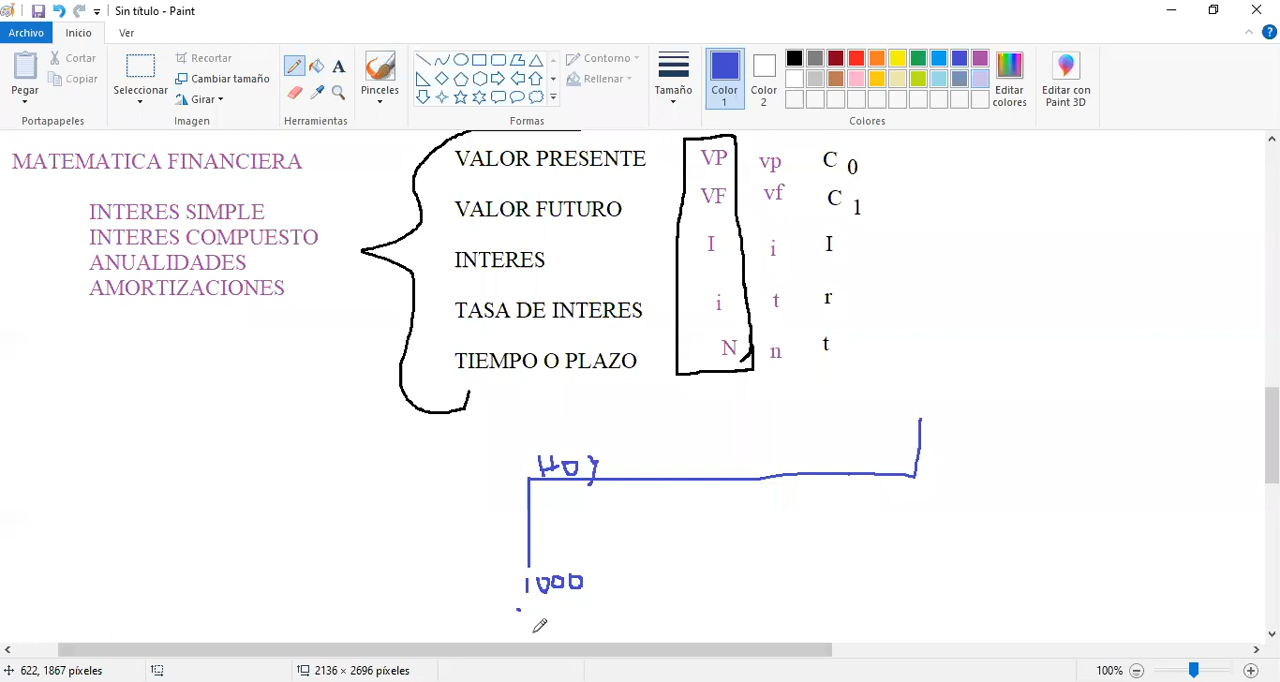 Sin título - Paint
Archivo Inicio Ver
Pegar
Cortar
Copiar
Portapapeles
Seleccionar
Recortar
Cambiar tamaño
Girar
Imagen
A
Herramientas
Pinceles
Contorno
Rellenar
Formas
Tamaño
Color 1
Color 2
Editar colores
Editar con Paint 3D
Colores
MATEMATICA FINANCIERA
INTERES SIMPLE
INTERES COMPUESTO
ANUALIDADES
AMORTIZACIONES
VALOR PRESENTE VP vp C 0
VALOR FUTURO VF vf C 1
INTERES I i I
TASA DE INTERES i t r
TIEMPO O PLAZO N n t
HOY
1000
622, 1867 píxeles
2136 × 2696 píxeles
100%